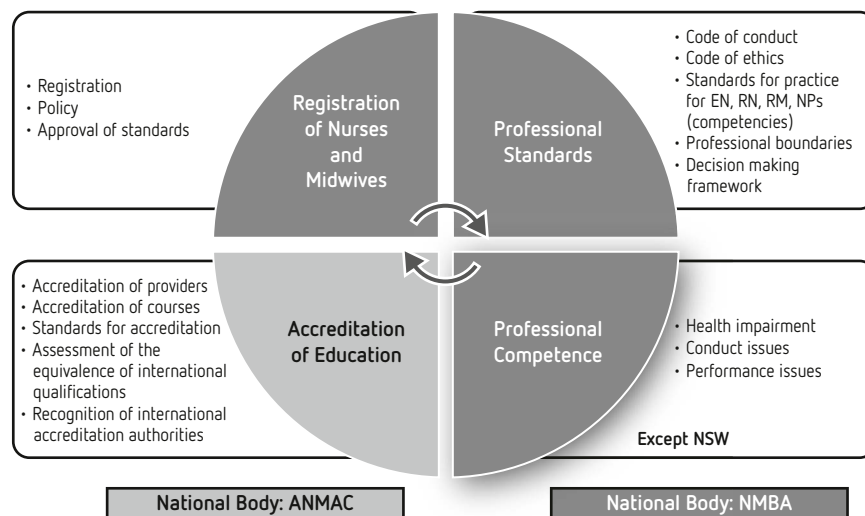 • Registration
• Policy
• Approval of standards
Registration
of Nurses
and
Midwives
Professional
Standards
• Code of conduct
• Code of ethics
• Standards for practice
for EN, RN, RM, NPs
(competencies)
• Professional boundaries
• Decision making
framework
• Accreditation of providers
• Accreditation of courses
• Standards for accreditation
• Assessment of the
equivalence of international
qualifications
• Recognition of international
accreditation authorities
Accreditation
of Education
Professional
Competence
• Health impairment
• Conduct issues
• Performance issues
Except NSW
National Body: ANMAC
National Body: NMBA